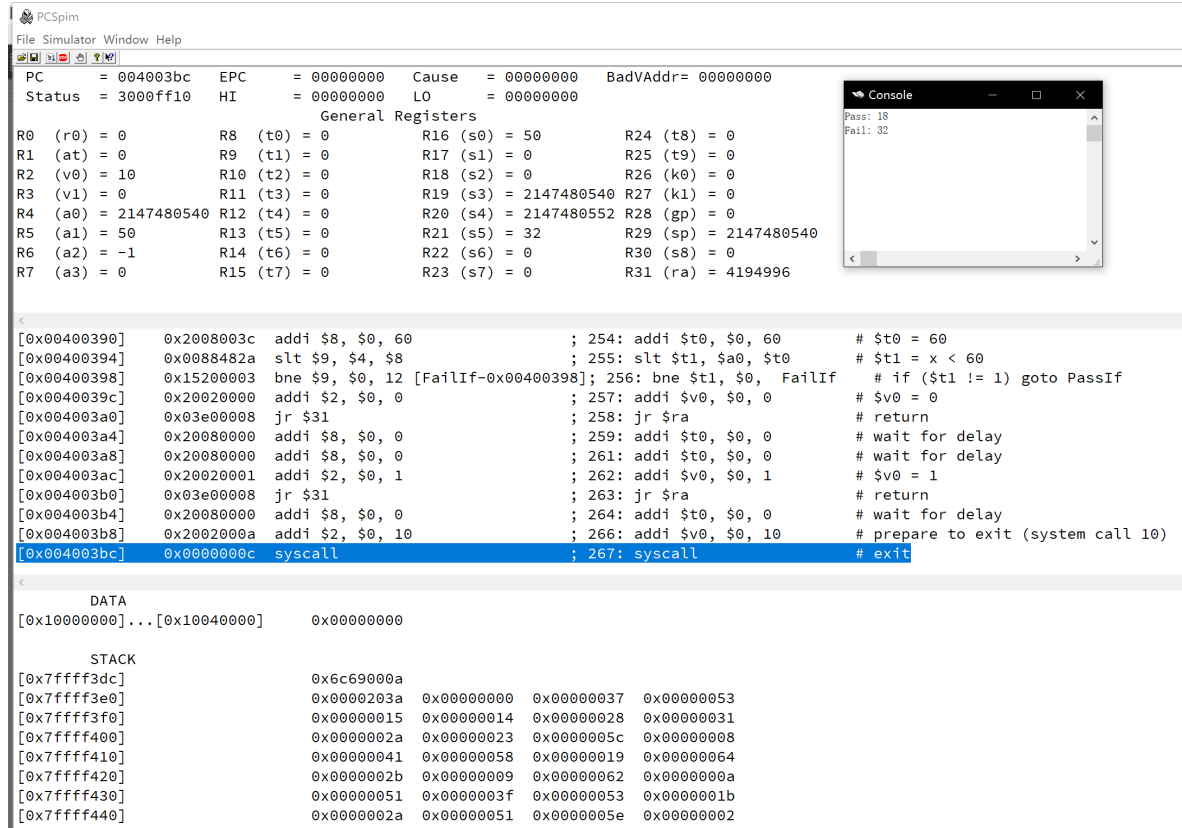 PCSpim
File Simulator Window Help
PC = 004003bc EPC = 00000000 Cause = 00000000 BadVAddr= 00000000
Status = 3000ff10 HI = 00000000 LO = 00000000
General Registers
R0 (r0) = 0 R8 (t0) = 0 R16 (s0) = 50 R24 (t8) = 0
R1 (at) = 0 R9 (t1) = 0 R17 (s1) = 0 R25 (t9) = 0
R2 (v0) = 10 R10 (t2) = 0 R18 (s2) = 0 R26 (k0) = 0
R3 (v1) = 0 R11 (t3) = 0 R19 (s3) = 2147480540 R27 (k1) = 0
R4 (a0) = 2147480540 R12 (t4) = 0 R20 (s4) = 2147480552 R28 (gp) = 0
R5 (a1) = 50 R13 (t5) = 0 R21 (s5) = 32 R29 (sp) = 2147480540
R6 (a2) = -1 R14 (t6) = 0 R22 (s6) = 0 R30 (s8) = 0
R7 (a3) = 0 R15 (t7) = 0 R23 (s7) = 0 R31 (ra) = 4194996
Console
Pass: 18
Fail: 32
[0x00400390] 0x2008003c addi $8, $0, 60 ; 254: addi $t0, $0, 60 # $t0 = 60
[0x00400394] 0x0088482a slt $9, $4, $8 ; 255: slt $t1, $a0, $t0 # $t1 = x < 60
[0x00400398] 0x15200003 bne $9, $0, 12 [FailIf-0x00400398]; 256: bne $t1, $0, FailIf # if ($t1 != 1) goto PassIf
[0x0040039c] 0x20020000 addi $2, $0, 0 ; 257: addi $v0, $0, 0 # $v0 = 0
[0x004003a0] 0x03e00008 jr $31 ; 258: jr $ra # return
[0x004003a4] 0x20080000 addi $8, $0, 0 ; 259: addi $t0, $0, 0 # wait for delay
[0x004003a8] 0x20080000 addi $8, $0, 0 ; 261: addi $t0, $0, 0 # wait for delay
[0x004003ac] 0x20020001 addi $2, $0, 1 ; 262: addi $v0, $0, 1 # $v0 = 1
[0x004003b0] 0x03e00008 jr $31 ; 263: jr $ra # return
[0x004003b4] 0x20080000 addi $8, $0, 0 ; 264: addi $t0, $0, 0 # wait for delay
[0x004003b8] 0x2002000a addi $2, $0, 10 ; 266: addi $v0, $0, 10 # prepare to exit (system call 10)
[0x004003bc] 0x0000000c syscall ; 267: syscall # exit
DATA
[0x10000000]...[0x10040000] 0x00000000
STACK
[0x7ffff3dc] 0x6c69000a
[0x7ffff3e0] 0x0000203a 0x00000000 0x00000037 0x00000053
[0x7ffff3f0] 0x00000015 0x00000014 0x00000028 0x00000031
[0x7ffff400] 0x0000002a 0x00000023 0x0000005c 0x00000008
[0x7ffff410] 0x00000041 0x00000058 0x00000019 0x00000064
[0x7ffff420] 0x0000002b 0x00000009 0x00000062 0x0000000a
[0x7ffff430] 0x00000051 0x0000003f 0x00000053 0x0000001b
[0x7ffff440] 0x0000002a 0x00000051 0x0000005e 0x00000002